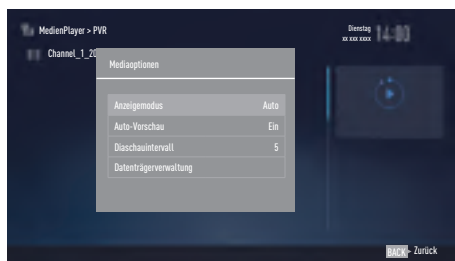 MedienPlayer > PVR
Dienstag
xx xxx xxxx
14:00
Channel_1_20
Mediaoptionen
Anzeigemodus Auto
Auto-Vorschau Ein
Diaschauintervall 5
Datenträgerverwaltung
BACK Zurück